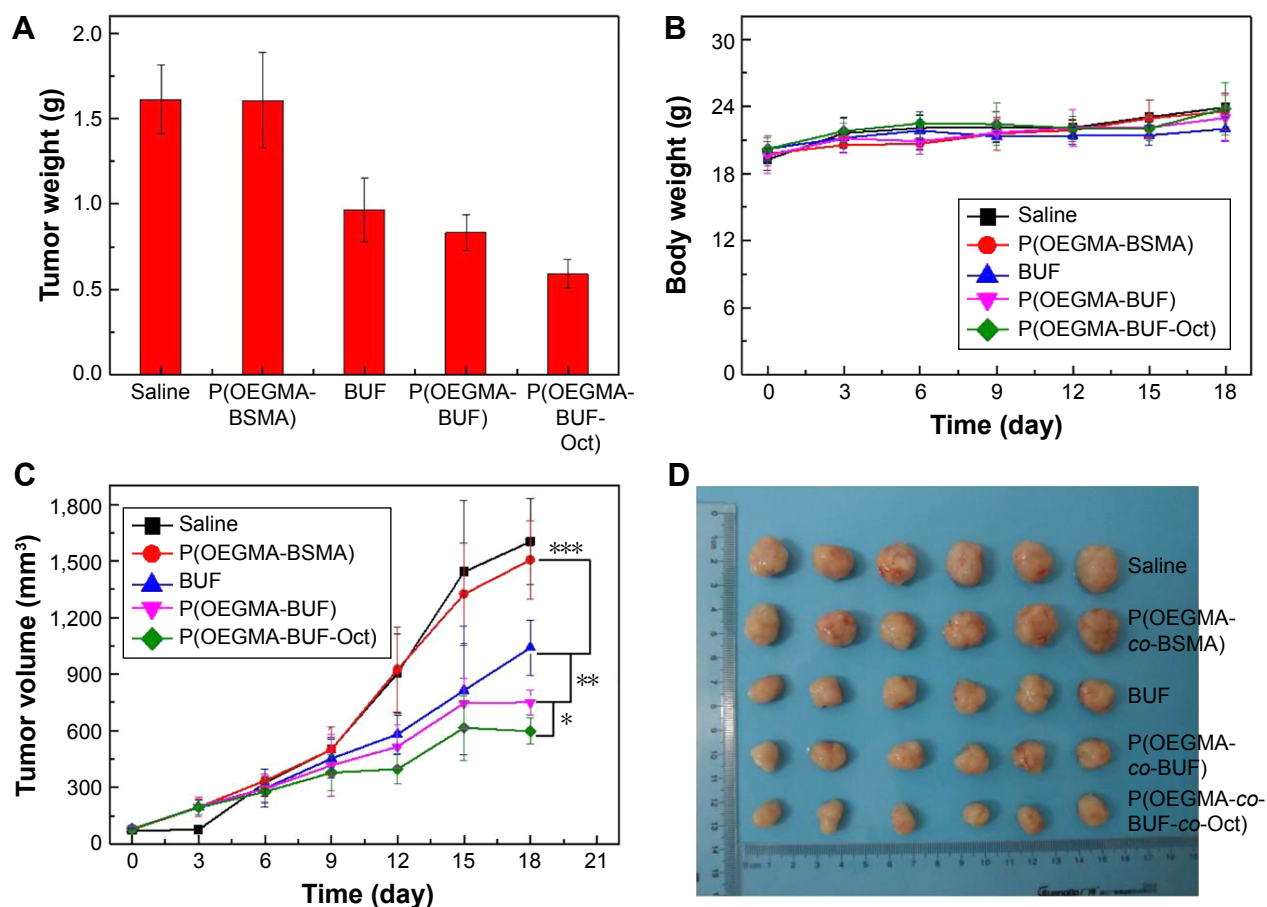 A
Tumor weight (g)
2.0
1.5
1.0
0.5
0.0
Saline
P(OEGMA-
BSMA)
BUF
P(OEGMA-
BUF)
P(OEGMA-
BUF-
Oct)
B
Body weight (g)
30
24
18
12
6
0
Saline
P(OEGMA-BSMA)
BUF
P(OEGMA-BUF)
P(OEGMA-BUF-Oct)
0 3 6 9 12 15 18
Time (day)
C
Tumor volume (mm³)
1,800
1,500
1,200
900
600
300
0
Saline
P(OEGMA-BSMA)
BUF
P(OEGMA-BUF)
P(OEGMA-BUF-Oct)
***
**
*
0 3 6 9 12 15 18 21
Time (day)
D
Saline
P(OEGMA-
co-BSMA)
BUF
P(OEGMA-
co-BUF)
P(OEGMA-co-
BUF-co-Oct)